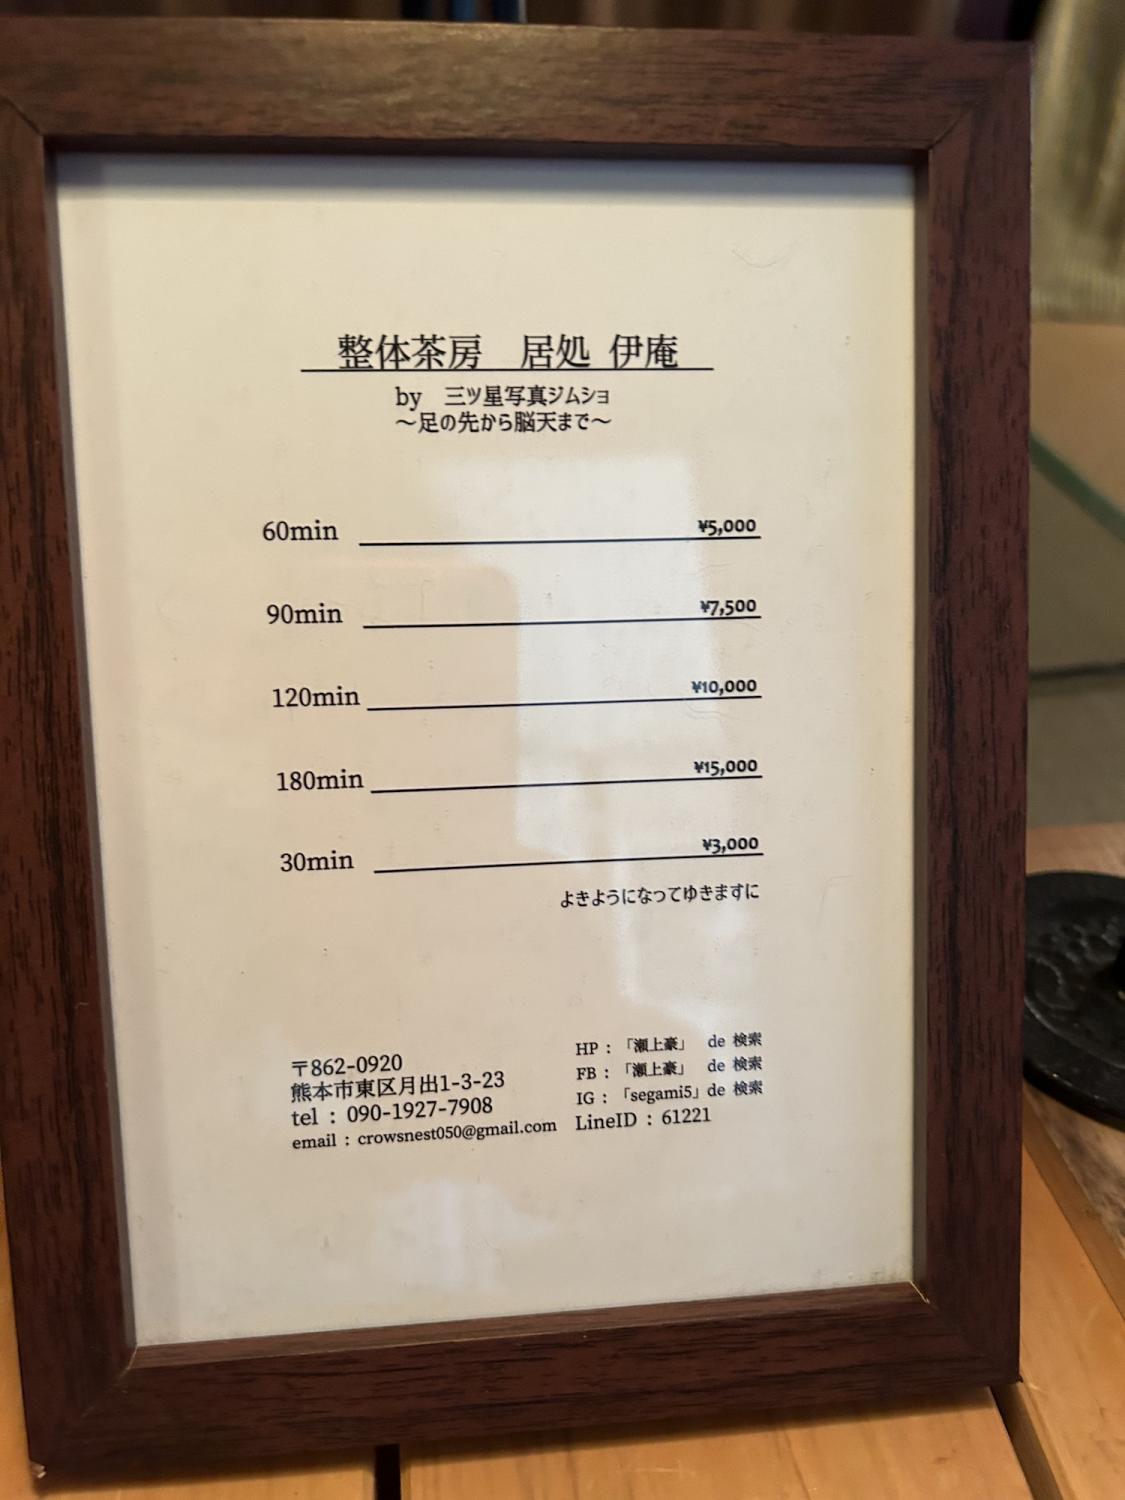 整体茶房　居処 伊庵
by　三ツ星写真ジムショ
～足の先から脳天まで～
60min ¥5,000
90min ¥7,500
120min ¥10,000
180min ¥15,000
30min ¥3,000
よきようになってゆきますに
〒862-0920
熊本市東区月出1-3-23
tel : 090-1927-7908
email : crowsnest050@gmail.com
HP : 「瀬上豪」 de 検索
FB : 「瀬上豪」 de 検索
IG : 「segami5」de 検索
LineID : 61221